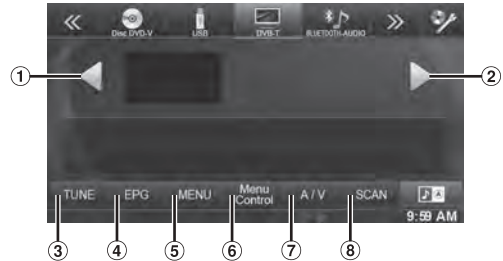 Disc DVD-V USB DVB-T BLUETOOTH-AUDIO
1 2
TUNE EPG MENU Menu Control A / V SCAN A
9:59 AM
3 4 5 6 7 8